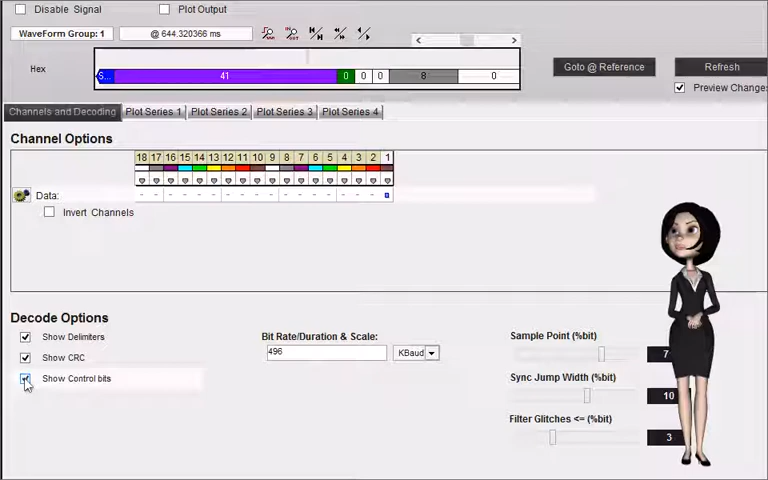 Disable Signal
Plot Output
WaveForm Group: 1
@ 644.320366 ms
Hex
S... 41 0 0 0 8 0
Goto @ Reference
Refresh
Preview Change
Channels and Decoding Plot Series 1 Plot Series 2 Plot Series 3 Plot Series 4
Channel Options
18 17 16 15 14 13 12 11 10 9 8 7 6 5 4 3 2 1
Data:
Invert Channels
Decode Options
Show Delimiters
Show CRC
Show Control bits
Bit Rate/Duration & Scale:
496 KBaud
Sample Point (%bit)
7
Sync Jump Width (%bit)
10
Filter Glitches <= (%bit)
3